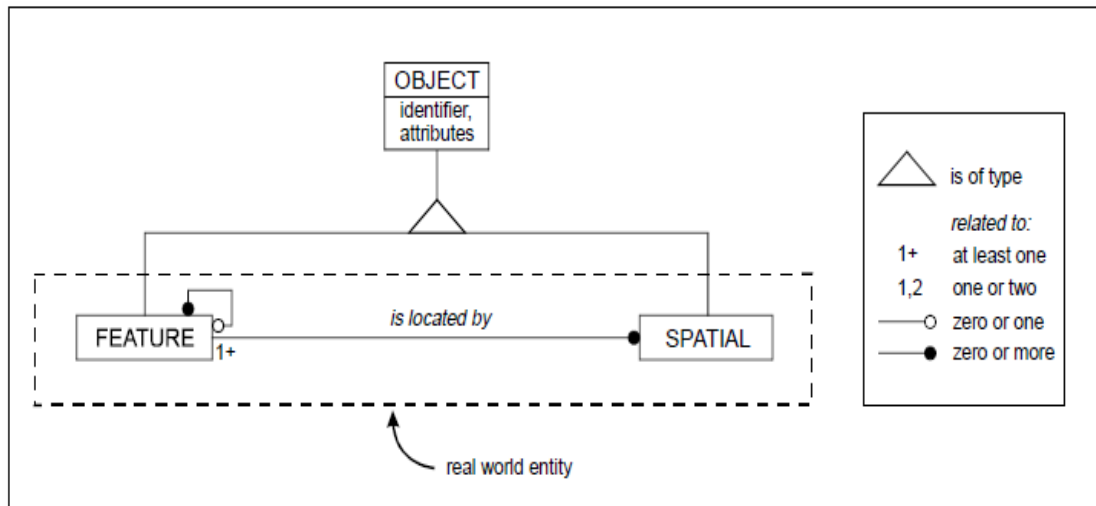 OBJECT
identifier,
attributes
FEATURE
1+
is located by
SPATIAL
real world entity
is of type
related to:
1+ at least one
1,2 one or two
zero or one
zero or more